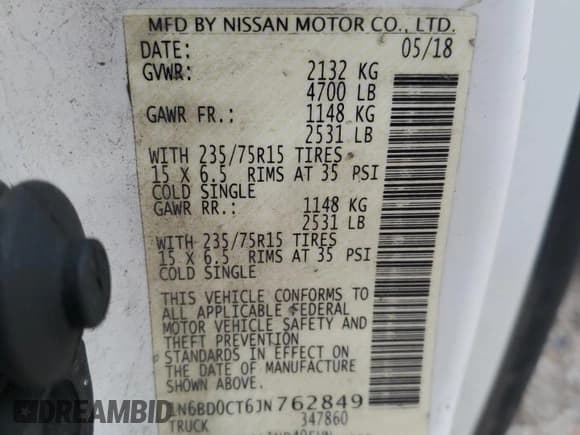 MFD BY NISSAN MOTOR CO., LTD.
DATE: 05/18
GVWR: 2132 KG
4700 LB
GAWR FR.: 1148 KG
2531 LB
WITH 235/75R15 TIRES
15 X 6.5 RIMS AT 35 PSI
COLD SINGLE
GAWR RR.: 1148 KG
2531 LB
WITH 235/75R15 TIRES
15 X 6.5 RIMS AT 35 PSI
COLD SINGLE
THIS VEHICLE CONFORMS TO
ALL APPLICABLE FEDERAL
MOTOR VEHICLE SAFETY AND
THEFT PREVENTION
STANDARDS IN EFFECT ON
THE DATE OF MANUFACTURE
SHOWN ABOVE.
1N6BD0CT6JN762849
TRUCK 347860
DREAMBID